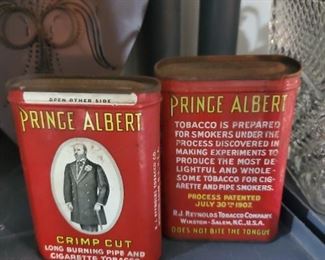 OPEN OTHER SIDE
PRINCE ALBERT
CRIMP CUT
LONG BURNING PIPE AND
CIGARETTE TOBACCO
PRINCE ALBERT
TOBACCO IS PREPARED
FOR SMOKERS UNDER THE
PROCESS DISCOVERED IN
MAKING EXPERIMENTS TO
PRODUCE THE MOST DE-
LIGHTFUL AND WHOLE-
SOME TOBACCO FOR CIG-
ARETTE AND PIPE SMOKERS.
PROCESS PATENTED
JULY 30TH 1907
R.J. REYNOLDS TOBACCO COMPANY
WINSTON-SALEM, N.C., U.S.A.
DOES NOT BITE THE TONGUE